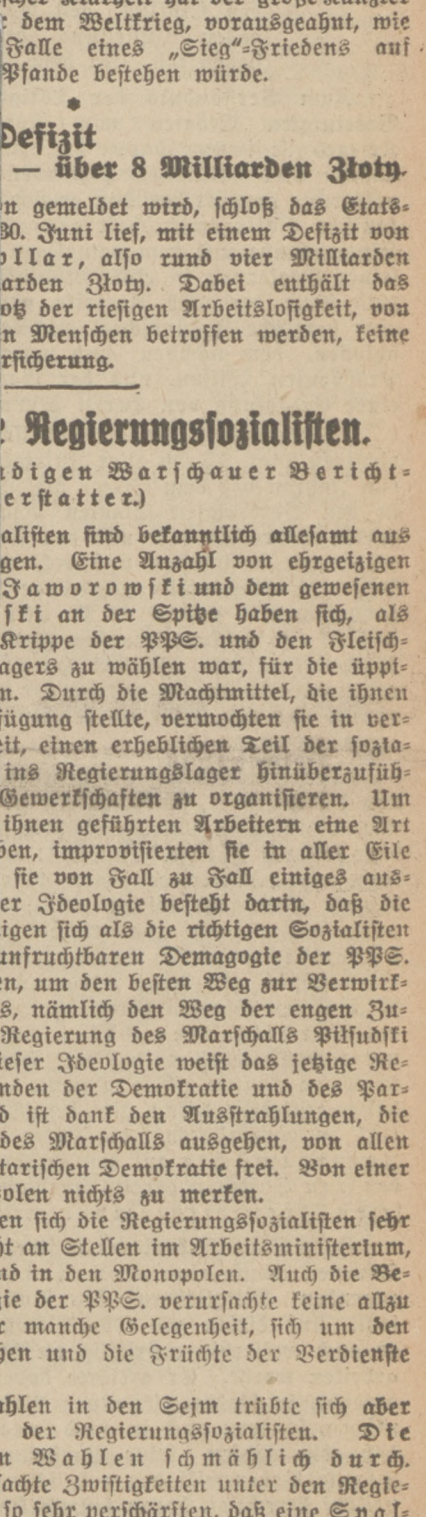 dem Weltkrieg, vorausgeahnt, wie
Falle eines „Sieg“-Friedens auf
Pfande bestehen würde.
*
Defizit
— über 8 Milliarden Złoty.
n gemeldet wird, schloß das Etats-
30. Juni lief, mit einem Defizit von
ollar, also rund vier Milliarden
arden Złoty. Dabei enthält das
otz der riesigen Arbeitslosigkeit, von
n Menschen betroffen werden, keine
rsicherung.
Regierungssozialisten.
ndigen Warschauer Bericht-
erstatter.)
alisten sind bekanntlich allesamt aus
gen. Eine Anzahl von ehrgeizigen
Jaworowski und dem gewesenen
ski an der Spitze haben sich, als
Krippe der PPS. und den Fleisch-
agers zu wählen war, für die üppi-
n. Durch die Machtmittel, die ihnen
fügung stellte, vermochten sie in ver-
eit, einen erheblichen Teil der sozia-
ins Regierungslager hinüberzufüh-
Gewerkschaften zu organisieren. Um
ihnen geführten Arbeitern eine Art
ben, improvisierten sie in aller Eile
sie von Fall zu Fall einiges aus-
er Ideologie besteht darin, daß die
igen sich als die richtigen Sozialisten
unfruchtbaren Demagogie der PPS.
en, um den besten Weg zur Verwirk-
s, nämlich den Weg der engen Zu-
Regierung des Marschalls Piłsudski
ieser Ideologie weist das jetzige Re-
nden der Demokratie und des Par-
d ist dank den Ausstrahlungen, die
des Marschalls ausgehen, von allen
tarischen Demokratie frei. Von einer
olen nichts zu merken.
en sich die Regierungssozialisten sehr
ht an Stellen im Arbeitsministerium,
nd in den Monopolen. Auch die Be-
gie der PPS. verursachte keine allzu
r manche Gelegenheit, sich um den
hen und die Früchte der Verdienste
ahlen in den Sejm trübte sich aber
der Regierungssozialisten. Die
n Wahlen schmählich durch.
fachte Zwistigkeiten unter den Regie-
so sehr verschärften, daß eine Spal-